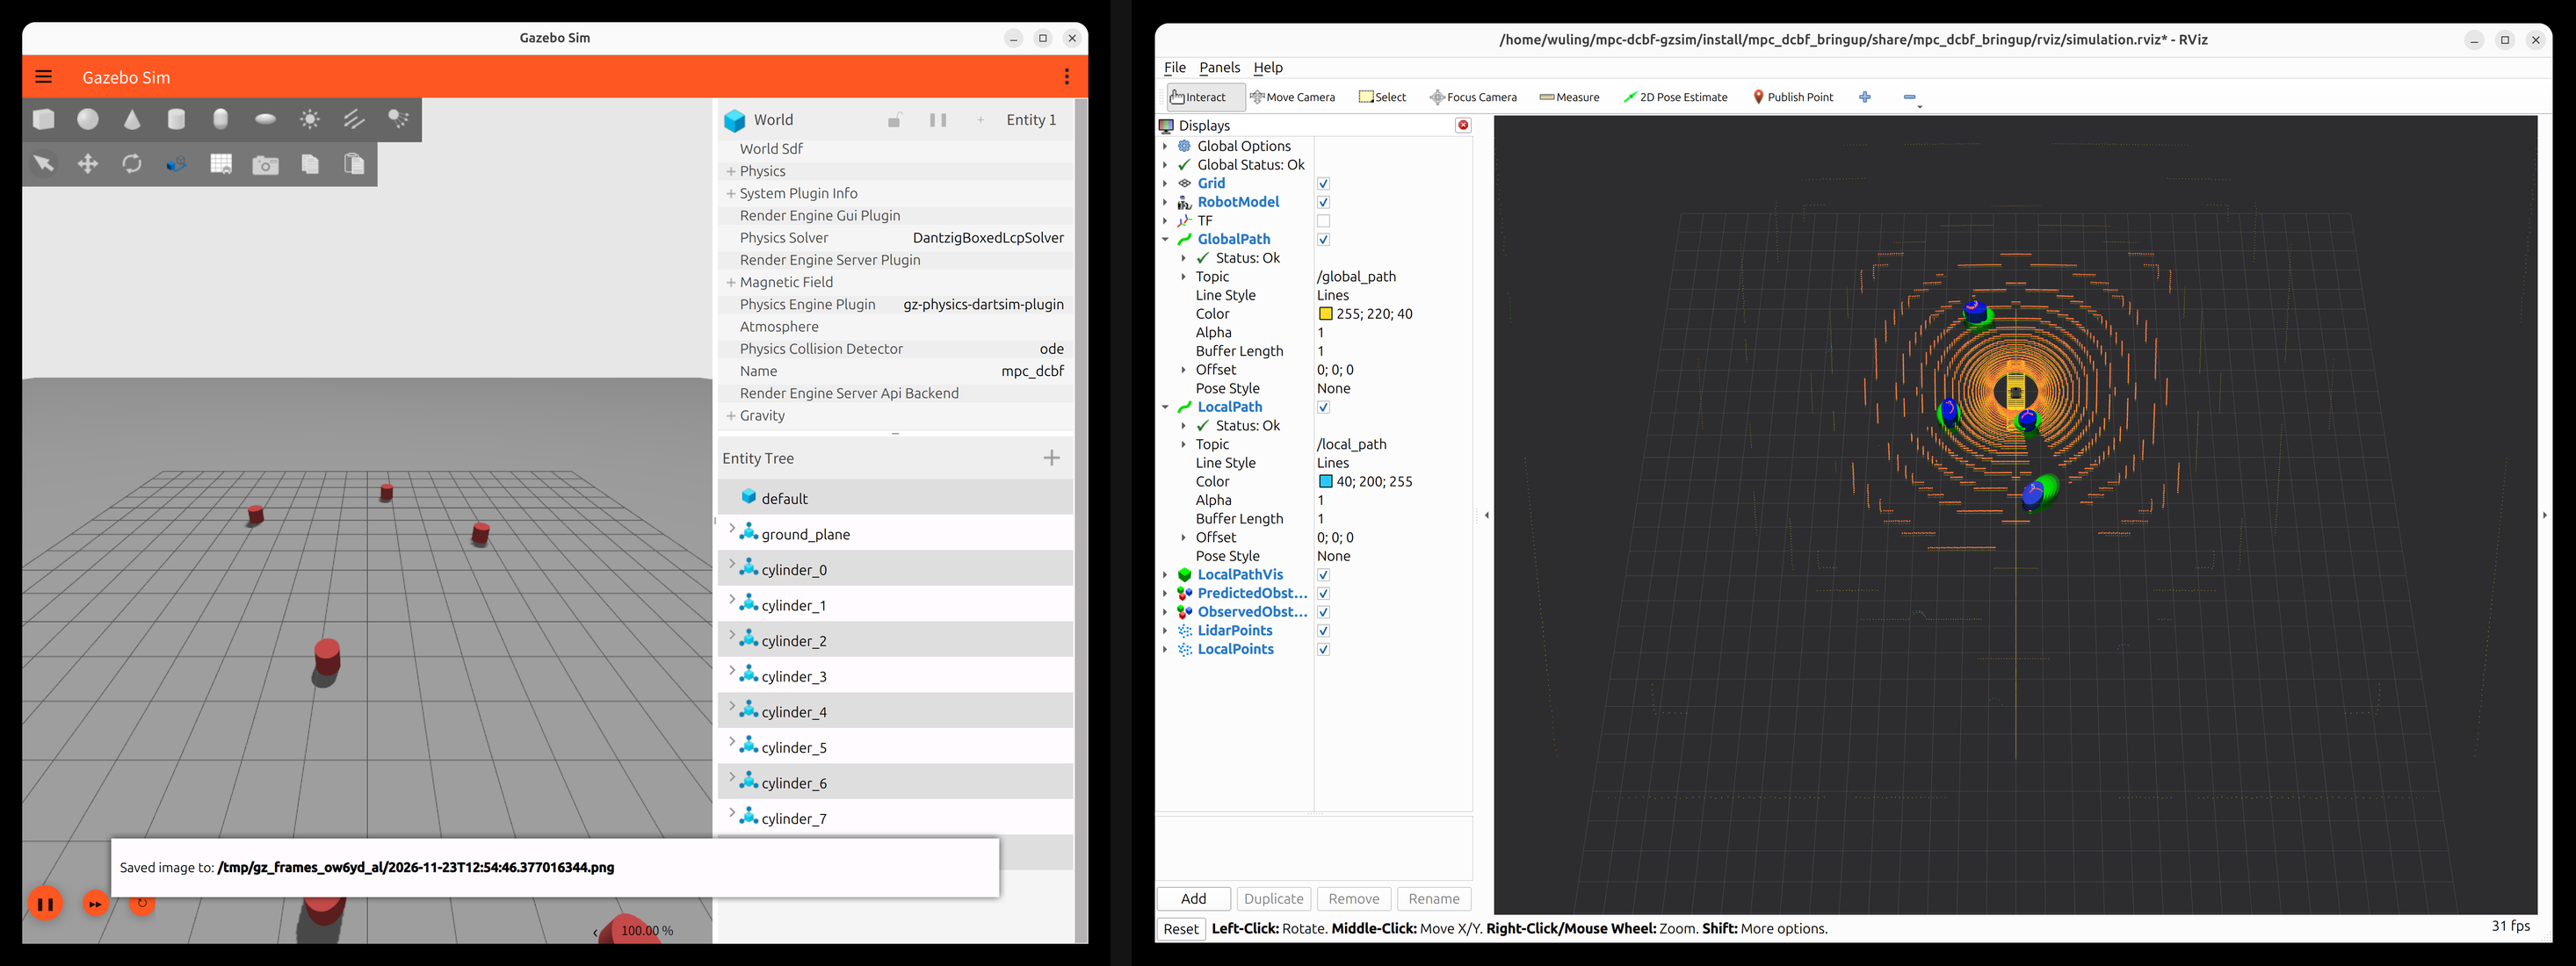 Gazebo Sim
Gazebo Sim
World
Entity 1
World Sdf
Physics
System Plugin Info
Render Engine Gui Plugin
Physics Solver DantzigBoxedLcpSolver
Render Engine Server Plugin
Magnetic Field
Physics Engine Plugin gz-physics-dartsim-plugin
Atmosphere
Physics Collision Detector ode
Name mpc_dcbf
Render Engine Server Api Backend
Gravity
Entity Tree
default
ground_plane
cylinder_0
cylinder_1
cylinder_2
cylinder_3
cylinder_4
cylinder_5
cylinder_6
cylinder_7
Saved image to: /tmp/gz_frames_ow6yd_al/2026-11-23T12:54:46.377016344.png
100.00 %
/home/wuling/mpc-dcbf-gzsim/install/mpc_dcbf_bringup/share/mpc_dcbf_bringup/rviz/simulation.rviz* - RViz
File Panels Help
Interact Move Camera Select Focus Camera Measure 2D Pose Estimate Publish Point
Displays
Global Options
Global Status: Ok
Grid
RobotModel
TF
GlobalPath
Status: Ok
Topic /global_path
Line Style Lines
Color 255; 220; 40
Alpha 1
Buffer Length 1
Offset 0; 0; 0
Pose Style None
LocalPath
Status: Ok
Topic /local_path
Line Style Lines
Color 40; 200; 255
Alpha 1
Buffer Length 1
Offset 0; 0; 0
Pose Style None
LocalPathVis
PredictedObst...
ObservedObst...
LidarPoints
LocalPoints
Add Duplicate Remove Rename
Reset Left-Click: Rotate. Middle-Click: Move X/Y. Right-Click/Mouse Wheel: Zoom. Shift: More options.
31 fps